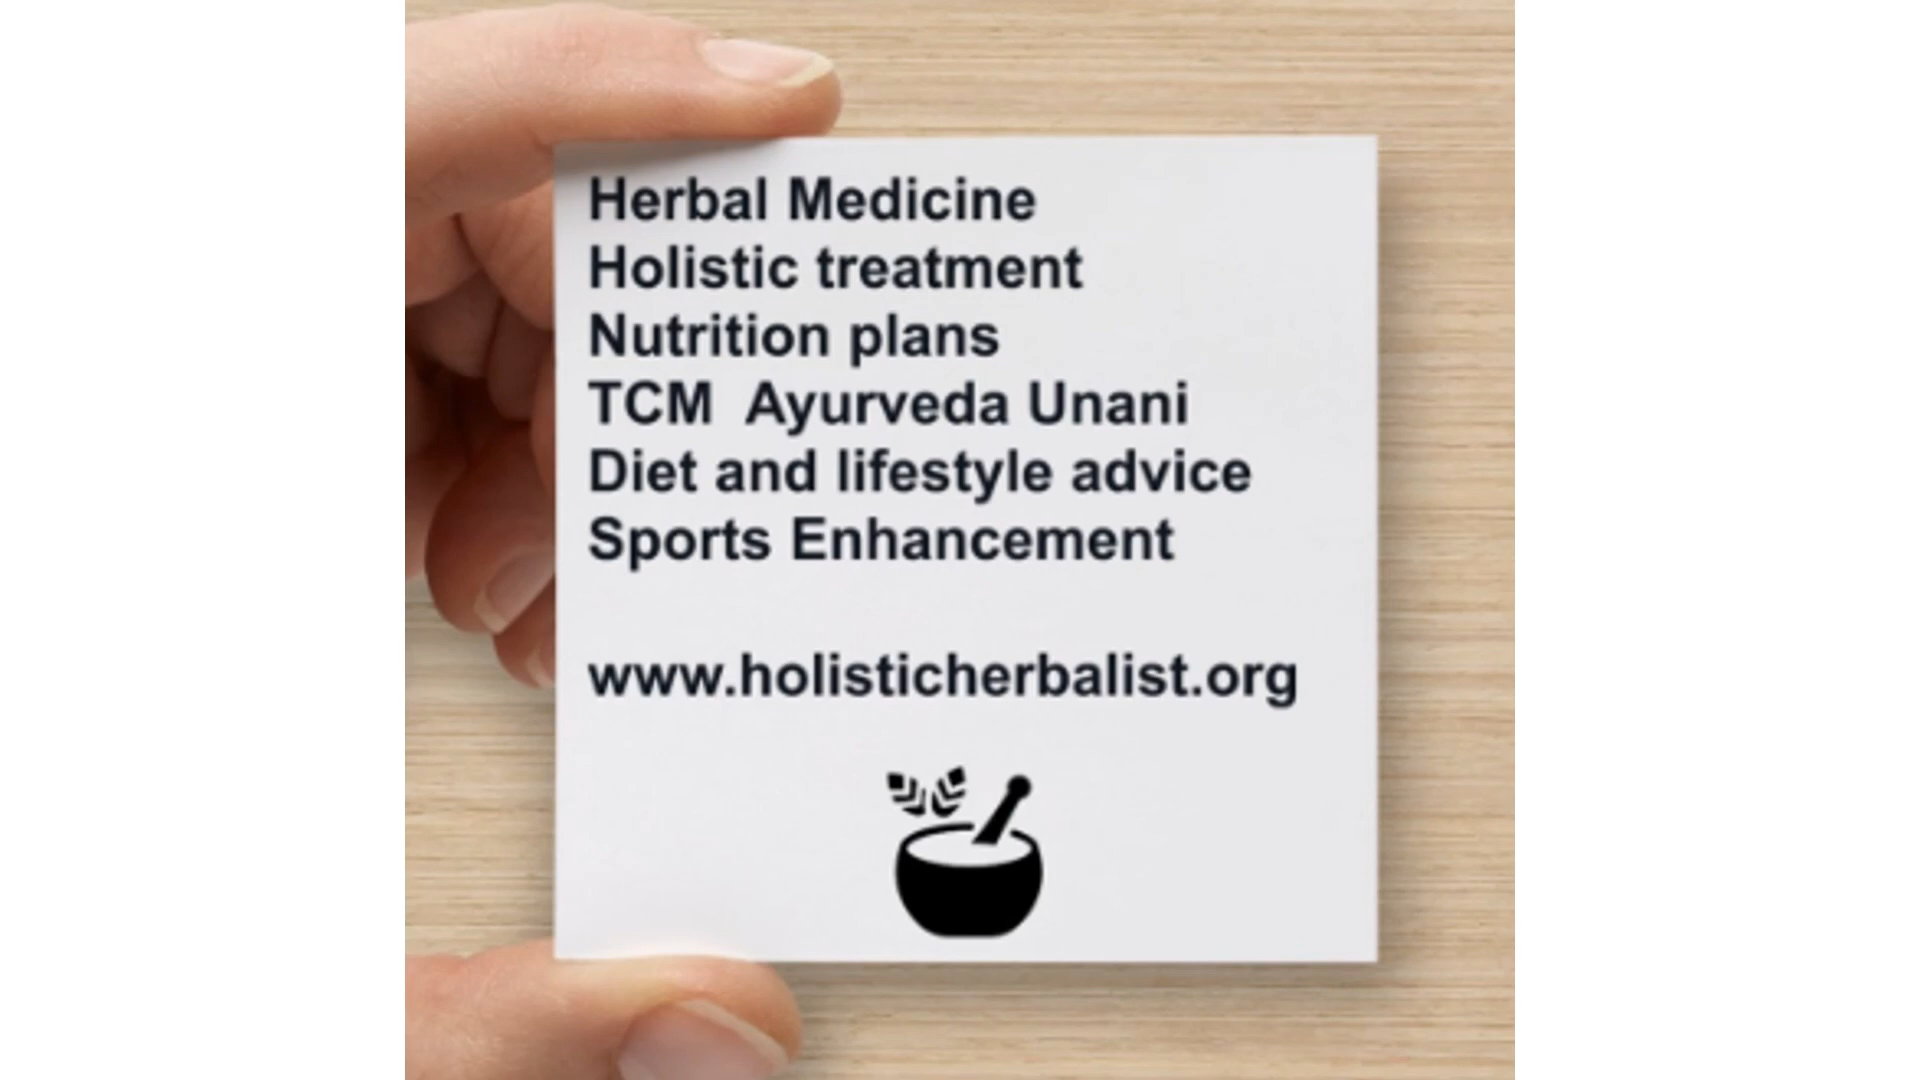 Herbal Medicine
Holistic treatment
Nutrition plans
TCM  Ayurveda Unani
Diet and lifestyle advice
Sports Enhancement
www.holisticherbalist.org